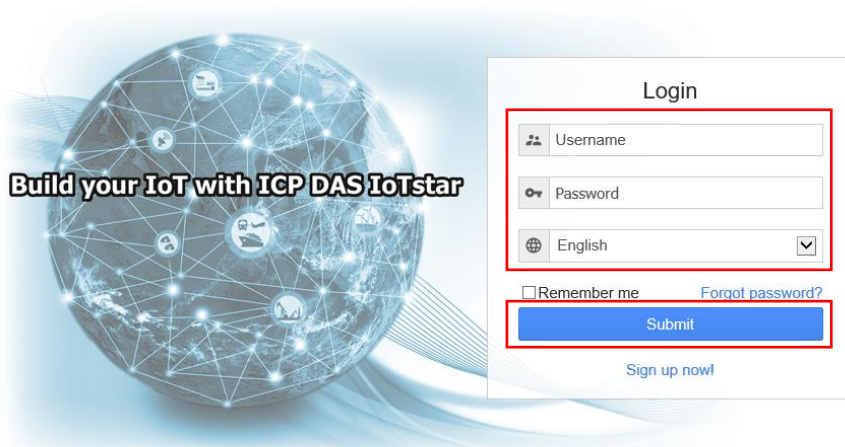 Build your IoT with ICP DAS IoTstar
Login
Username
Password
English
Remember me Forgot password?
Submit
Sign up now!